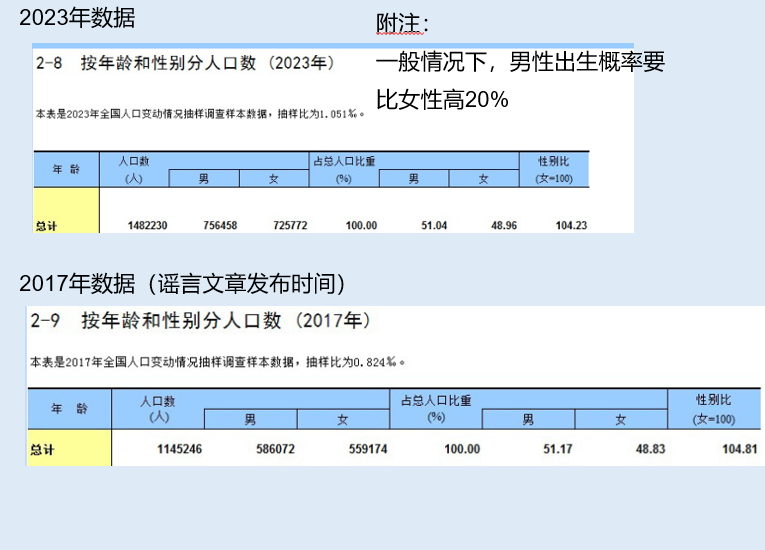 2023年数据
附注：
一般情况下，男性出生概率要
比女性高20%
2-8 按年龄和性别分人口数（2023年）
本表是2023年全国人口变动情况抽样调查样本数据，抽样比为1.051‰。
年 龄 人口数 (人) 男 女 占总人口比重 (%) 男 女 性别比 (女=100)
总计 1482230 756458 725772 100.00 51.04 48.96 104.23
2017年数据（谣言文章发布时间）
2-9 按年龄和性别分人口数（2017年）
本表是2017年全国人口变动情况抽样调查样本数据，抽样比为0.824‰。
年 龄 人口数 (人) 男 女 占总人口比重 (%) 男 女 性别比 (女=100)
总计 1145246 586072 559174 100.00 51.17 48.83 104.81